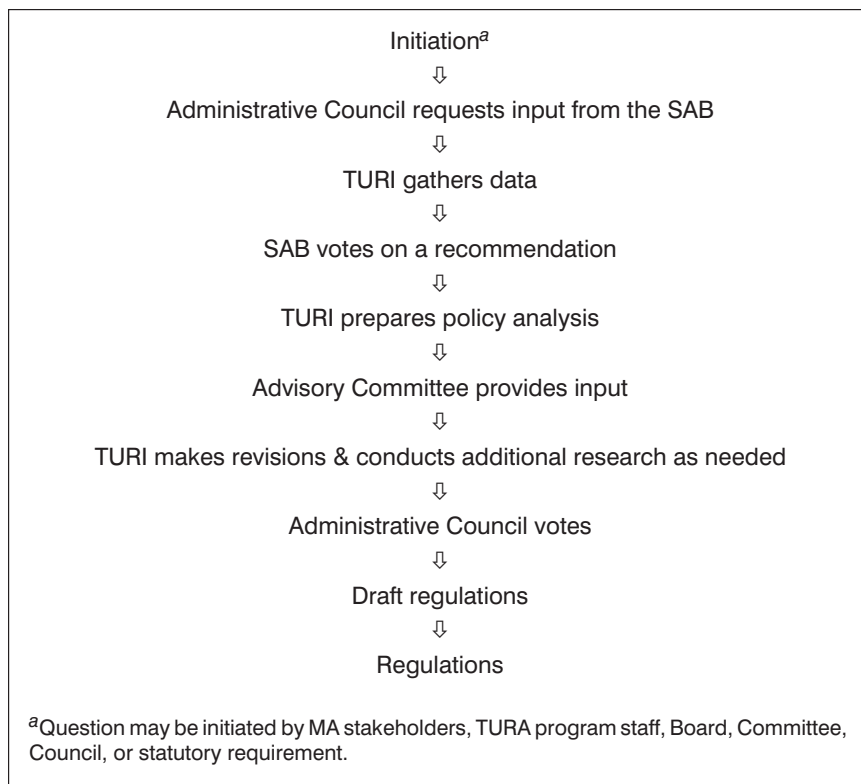 Initiationa
⇩
Administrative Council requests input from the SAB
⇩
TURI gathers data
⇩
SAB votes on a recommendation
⇩
TURI prepares policy analysis
⇩
Advisory Committee provides input
⇩
TURI makes revisions & conducts additional research as needed
⇩
Administrative Council votes
⇩
Draft regulations
⇩
Regulations
aQuestion may be initiated by MA stakeholders, TURA program staff, Board, Committee,
Council, or statutory requirement.